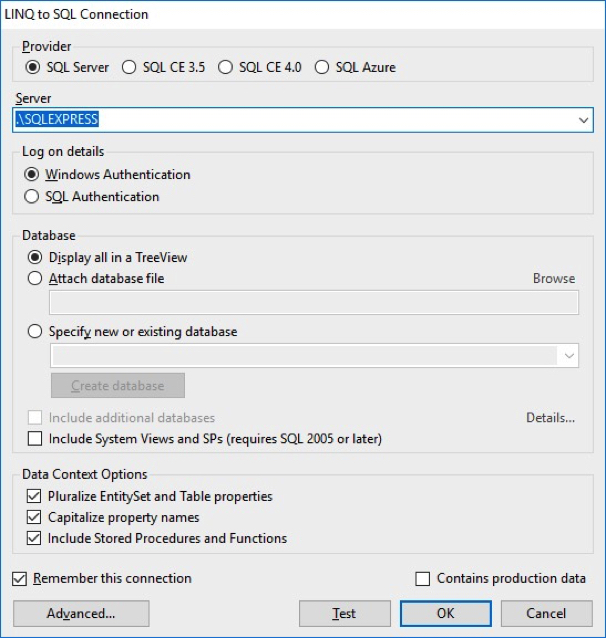 LINQ to SQL Connection
Provider
SQL Server SQL CE 3.5 SQL CE 4.0 SQL Azure
Server
.\SQLEXPRESS
Log on details
Windows Authentication
SQL Authentication
Database
Display all in a TreeView
Attach database file Browse
Specify new or existing database
Create database
Include additional databases Details...
Include System Views and SPs (requires SQL 2005 or later)
Data Context Options
Pluralize EntitySet and Table properties
Capitalize property names
Include Stored Procedures and Functions
Remember this connection Contains production data
Advanced... Test OK Cancel